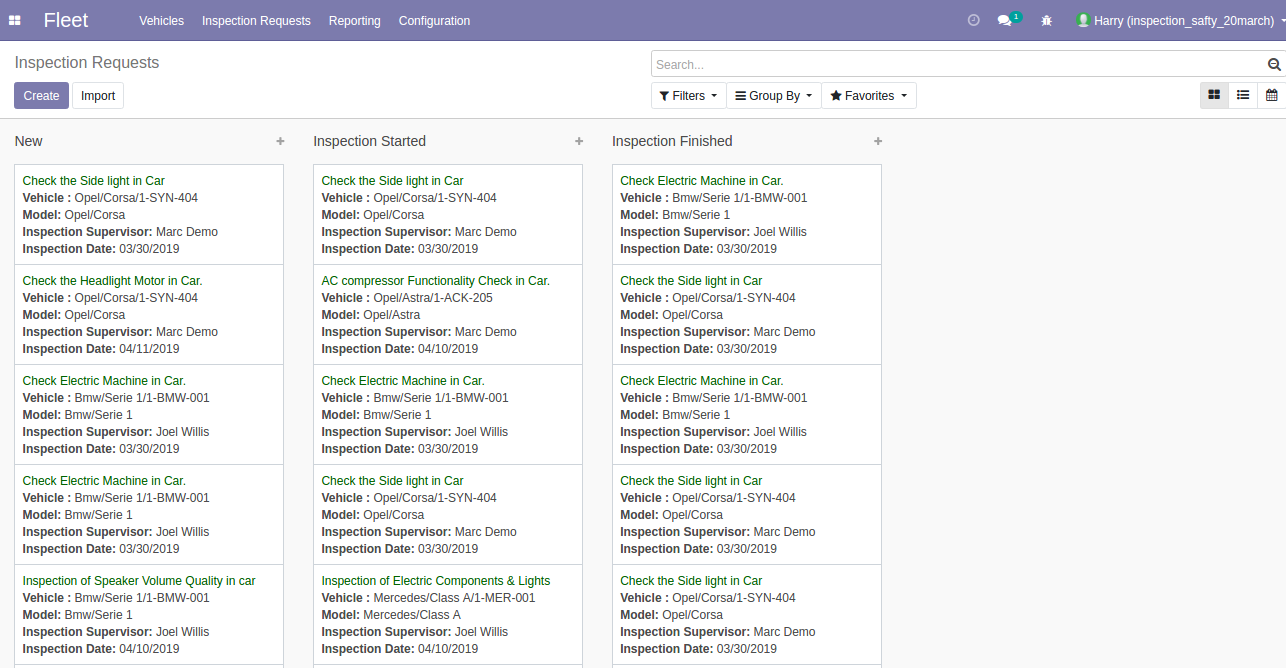 Fleet
Vehicles Inspection Requests Reporting Configuration
1
Harry (inspection_safty_20march)
Inspection Requests
Search...
Create Import
Filters Group By Favorites
New +
Check the Side light in Car
Vehicle : Opel/Corsa/1-SYN-404
Model: Opel/Corsa
Inspection Supervisor: Marc Demo
Inspection Date: 03/30/2019
Check the Headlight Motor in Car.
Vehicle : Opel/Corsa/1-SYN-404
Model: Opel/Corsa
Inspection Supervisor: Marc Demo
Inspection Date: 04/11/2019
Check Electric Machine in Car.
Vehicle : Bmw/Serie 1/1-BMW-001
Model: Bmw/Serie 1
Inspection Supervisor: Joel Willis
Inspection Date: 03/30/2019
Check Electric Machine in Car.
Vehicle : Bmw/Serie 1/1-BMW-001
Model: Bmw/Serie 1
Inspection Supervisor: Joel Willis
Inspection Date: 03/30/2019
Inspection of Speaker Volume Quality in car
Vehicle : Bmw/Serie 1/1-BMW-001
Model: Bmw/Serie 1
Inspection Supervisor: Joel Willis
Inspection Date: 04/10/2019
Inspection Started +
Check the Side light in Car
Vehicle : Opel/Corsa/1-SYN-404
Model: Opel/Corsa
Inspection Supervisor: Marc Demo
Inspection Date: 03/30/2019
AC compressor Functionality Check in Car.
Vehicle : Opel/Astra/1-ACK-205
Model: Opel/Astra
Inspection Supervisor: Marc Demo
Inspection Date: 04/10/2019
Check Electric Machine in Car.
Vehicle : Bmw/Serie 1/1-BMW-001
Model: Bmw/Serie 1
Inspection Supervisor: Joel Willis
Inspection Date: 03/30/2019
Check the Side light in Car
Vehicle : Opel/Corsa/1-SYN-404
Model: Opel/Corsa
Inspection Supervisor: Marc Demo
Inspection Date: 03/30/2019
Inspection of Electric Components & Lights
Vehicle : Mercedes/Class A/1-MER-001
Model: Mercedes/Class A
Inspection Supervisor: Joel Willis
Inspection Date: 04/10/2019
Inspection Finished +
Check Electric Machine in Car.
Vehicle : Bmw/Serie 1/1-BMW-001
Model: Bmw/Serie 1
Inspection Supervisor: Joel Willis
Inspection Date: 03/30/2019
Check the Side light in Car
Vehicle : Opel/Corsa/1-SYN-404
Model: Opel/Corsa
Inspection Supervisor: Marc Demo
Inspection Date: 03/30/2019
Check Electric Machine in Car.
Vehicle : Bmw/Serie 1/1-BMW-001
Model: Bmw/Serie 1
Inspection Supervisor: Joel Willis
Inspection Date: 03/30/2019
Check the Side light in Car
Vehicle : Opel/Corsa/1-SYN-404
Model: Opel/Corsa
Inspection Supervisor: Marc Demo
Inspection Date: 03/30/2019
Check the Side light in Car
Vehicle : Opel/Corsa/1-SYN-404
Model: Opel/Corsa
Inspection Supervisor: Marc Demo
Inspection Date: 03/30/2019